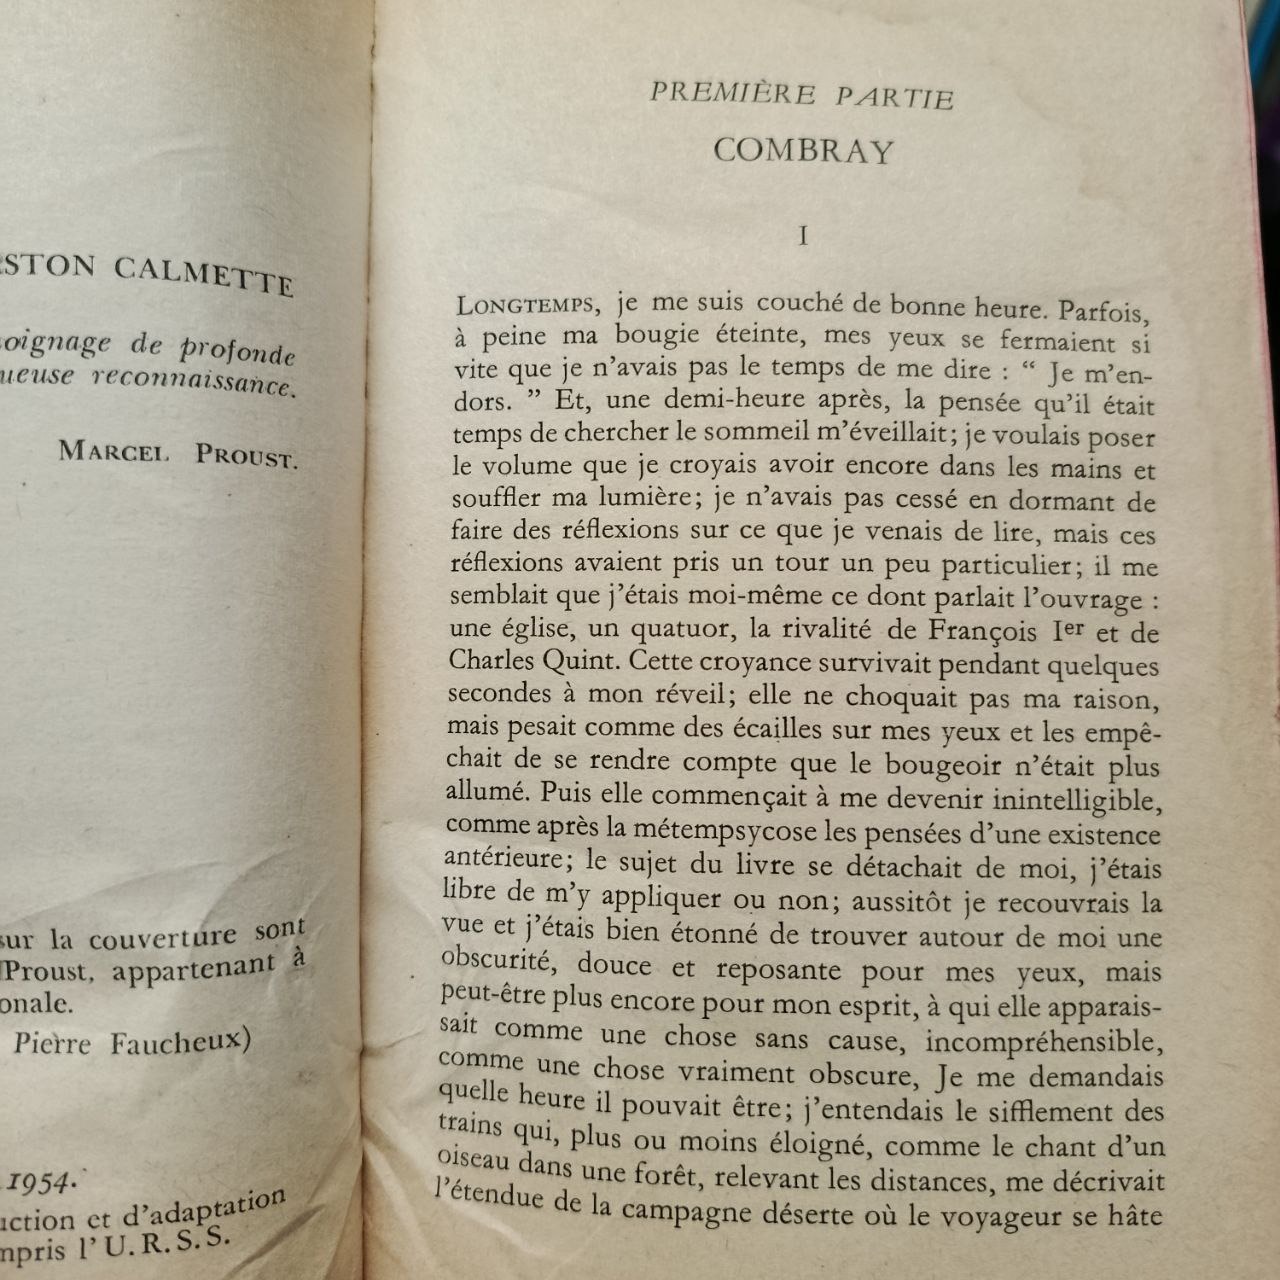 STON CALMETTE
oignage de profonde
ueuse reconnaissance.
MARCEL PROUST.
sur la couverture sont
Proust, appartenant à
onale.
Pierre Faucheux)
1954.
uction et d'adaptation
mpris l'U.R.S.S.
PREMIÈRE PARTIE
COMBRAY
I
LONGTEMPS, je me suis couché de bonne heure. Parfois,
à peine ma bougie éteinte, mes yeux se fermaient si
vite que je n'avais pas le temps de me dire : “ Je m'en-
dors. ” Et, une demi-heure après, la pensée qu'il était
temps de chercher le sommeil m'éveillait; je voulais poser
le volume que je croyais avoir encore dans les mains et
souffler ma lumière; je n'avais pas cessé en dormant de
faire des réflexions sur ce que je venais de lire, mais ces
réflexions avaient pris un tour un peu particulier; il me
semblait que j'étais moi-même ce dont parlait l'ouvrage :
une église, un quatuor, la rivalité de François Ier et de
Charles Quint. Cette croyance survivait pendant quelques
secondes à mon réveil; elle ne choquait pas ma raison,
mais pesait comme des écailles sur mes yeux et les empê-
chait de se rendre compte que le bougeoir n'était plus
allumé. Puis elle commençait à me devenir inintelligible,
comme après la métempsycose les pensées d'une existence
antérieure; le sujet du livre se détachait de moi, j'étais
libre de m'y appliquer ou non; aussitôt je recouvrais la
vue et j'étais bien étonné de trouver autour de moi une
obscurité, douce et reposante pour mes yeux, mais
peut-être plus encore pour mon esprit, à qui elle apparais-
sait comme une chose sans cause, incompréhensible,
comme une chose vraiment obscure, Je me demandais
quelle heure il pouvait être; j'entendais le sifflement des
trains qui, plus ou moins éloigné, comme le chant d'un
oiseau dans une forêt, relevant les distances, me décrivait
l'étendue de la campagne déserte où le voyageur se hâte